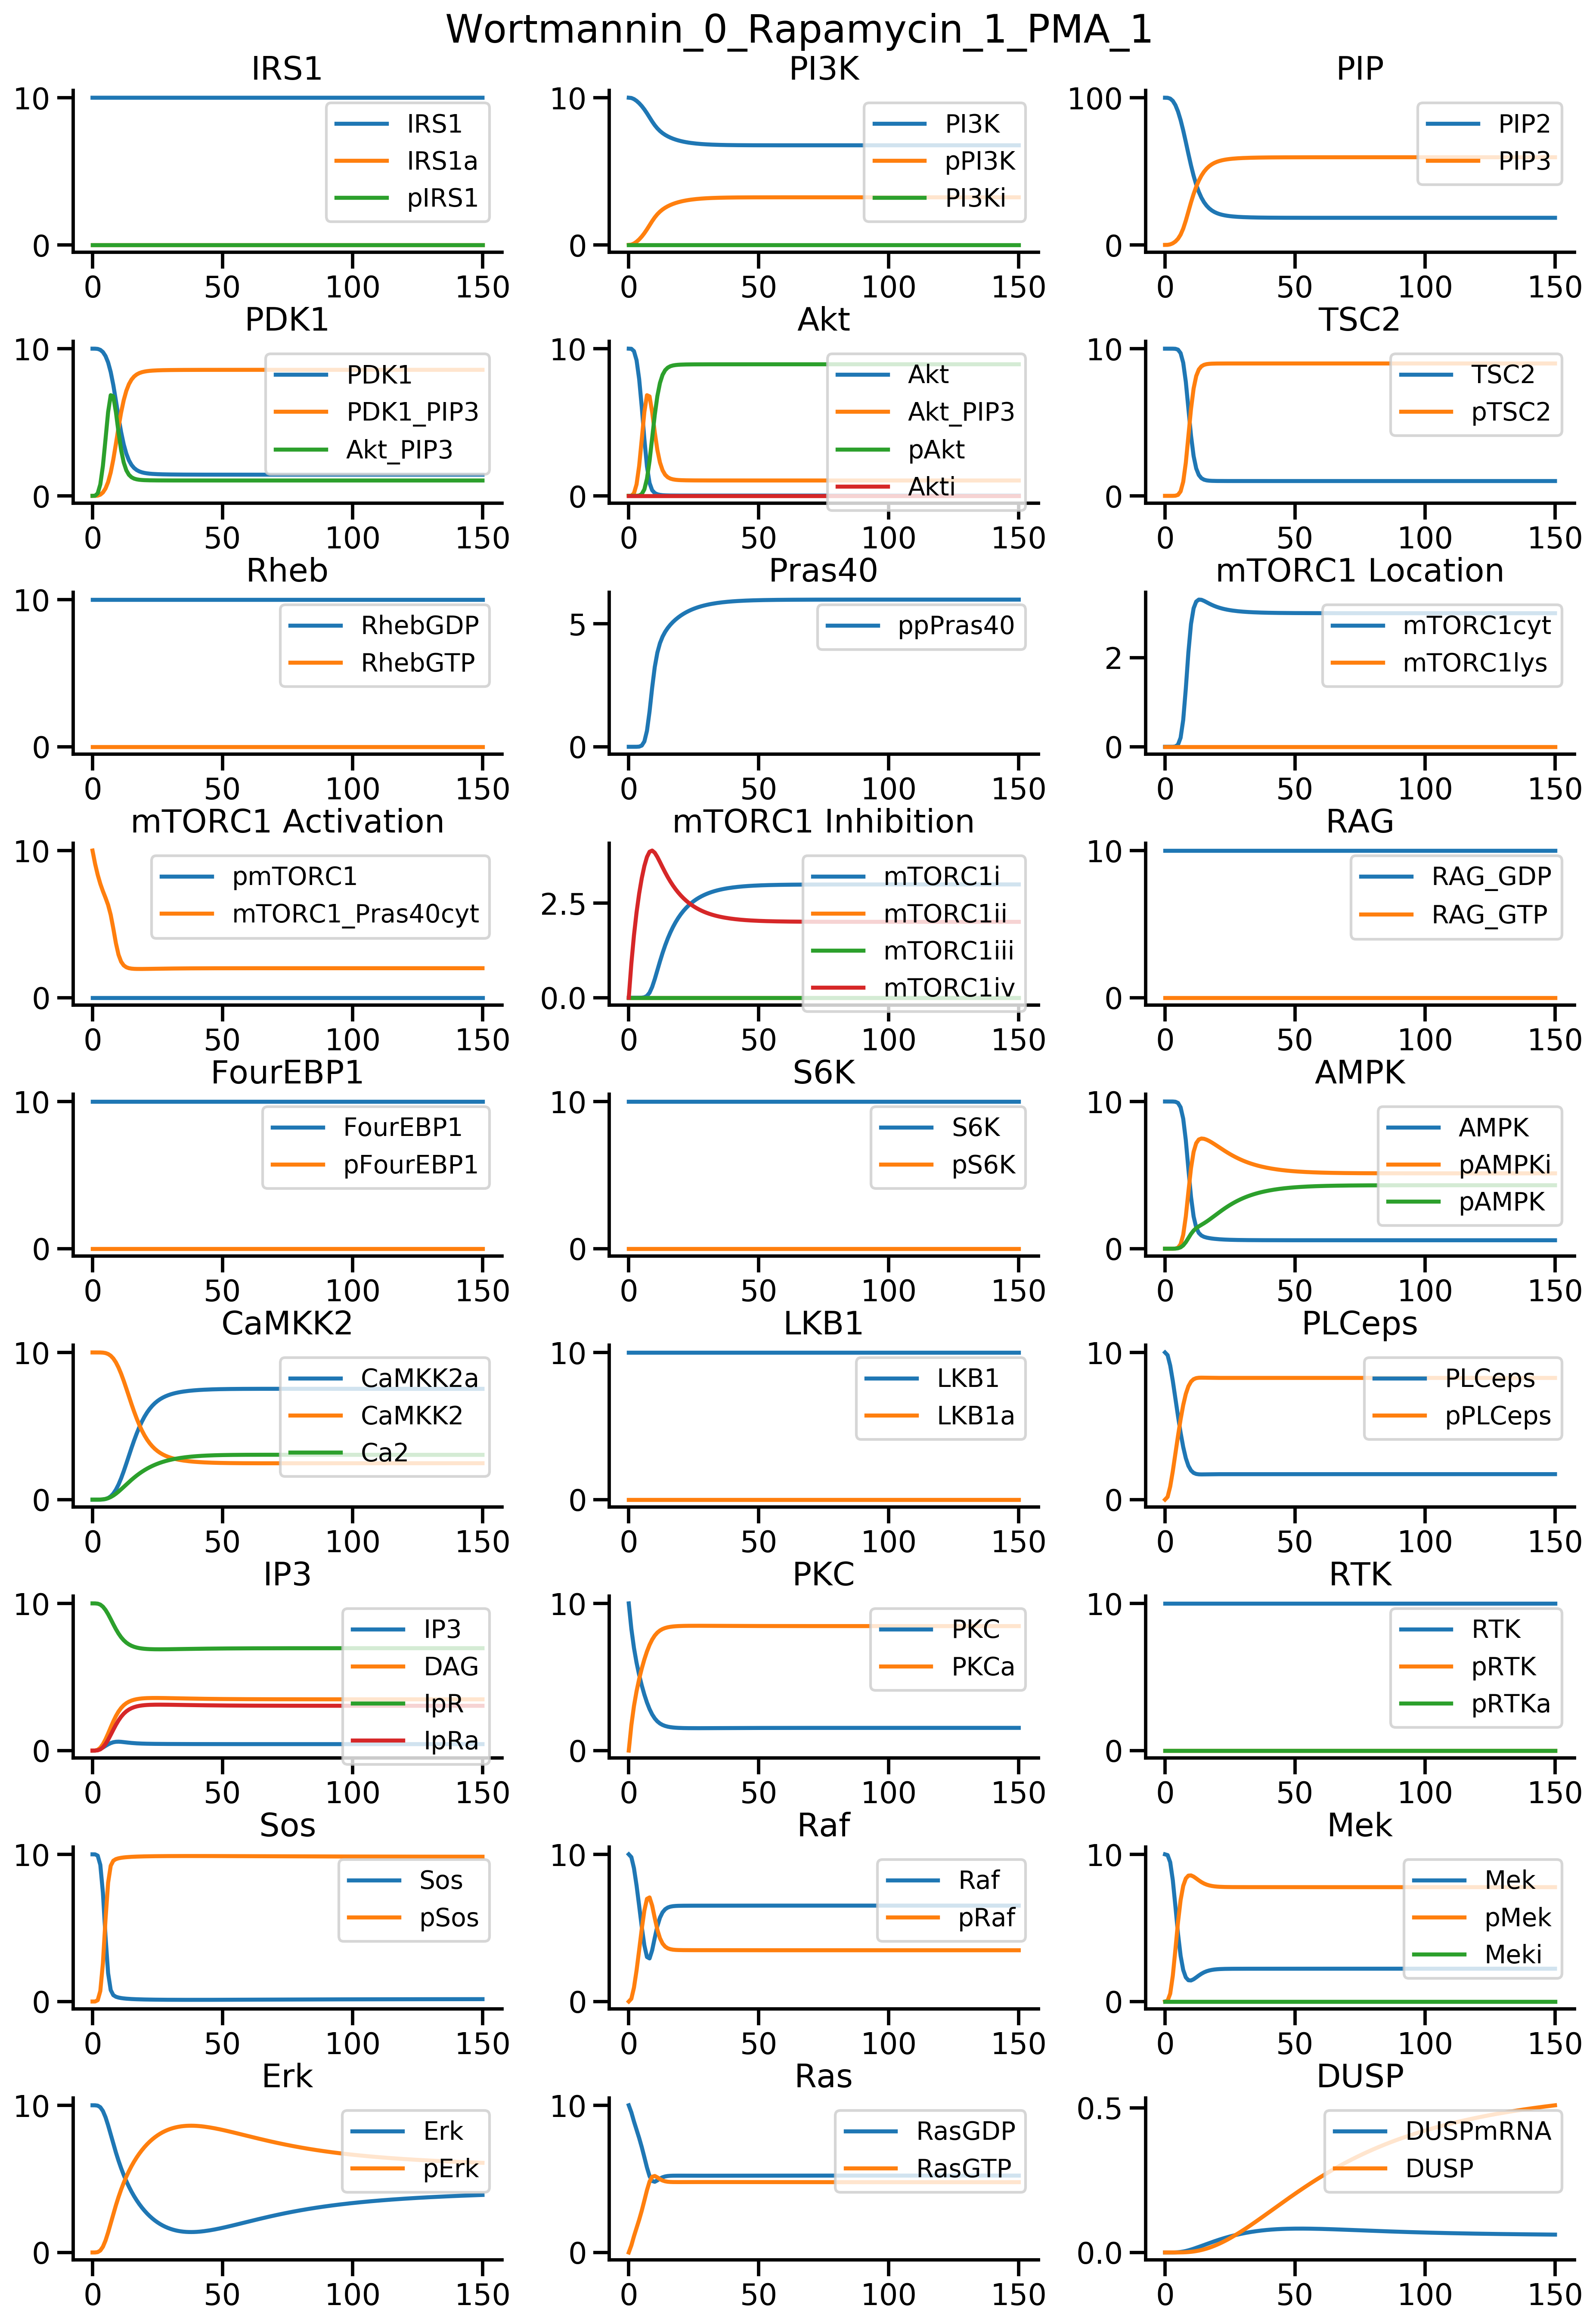 Wortmannin_0_Rapamycin_1_PMA_1
IRS1
10
0
0 50 100 150
IRS1
IRS1a
pIRS1
PI3K
10
0
0 50 100 150
PI3K
pPI3K
PI3Ki
PIP
100
0
0 50 100 150
PIP2
PIP3
PDK1
10
0
0 50 100 150
PDK1
PDK1_PIP3
Akt_PIP3
Akt
10
0
0 50 100 150
Akt
Akt_PIP3
pAkt
Akti
TSC2
10
0
0 50 100 150
TSC2
pTSC2
Rheb
10
0
0 50 100 150
RhebGDP
RhebGTP
Pras40
5
0
0 50 100 150
ppPras40
mTORC1 Location
2
0
0 50 100 150
mTORC1cyt
mTORC1lys
mTORC1 Activation
10
0
0 50 100 150
pmTORC1
mTORC1_Pras40cyt
mTORC1 Inhibition
2.5
0.0
0 50 100 150
mTORC1i
mTORC1ii
mTORC1iii
mTORC1iv
RAG
10
0
0 50 100 150
RAG_GDP
RAG_GTP
FourEBP1
10
0
0 50 100 150
FourEBP1
pFourEBP1
S6K
10
0
0 50 100 150
S6K
pS6K
AMPK
10
0
0 50 100 150
AMPK
pAMPKi
pAMPK
CaMKK2
10
0
0 50 100 150
CaMKK2a
CaMKK2
Ca2
LKB1
10
0
0 50 100 150
LKB1
LKB1a
PLCeps
10
0
0 50 100 150
PLCeps
pPLCeps
IP3
10
0
0 50 100 150
IP3
DAG
IpR
IpRa
PKC
10
0
0 50 100 150
PKC
PKCa
RTK
10
0
0 50 100 150
RTK
pRTK
pRTKa
Sos
10
0
0 50 100 150
Sos
pSos
Raf
10
0
0 50 100 150
Raf
pRaf
Mek
10
0
0 50 100 150
Mek
pMek
Meki
Erk
10
0
0 50 100 150
Erk
pErk
Ras
10
0
0 50 100 150
RasGDP
RasGTP
DUSP
0.5
0.0
0 50 100 150
DUSPmRNA
DUSP